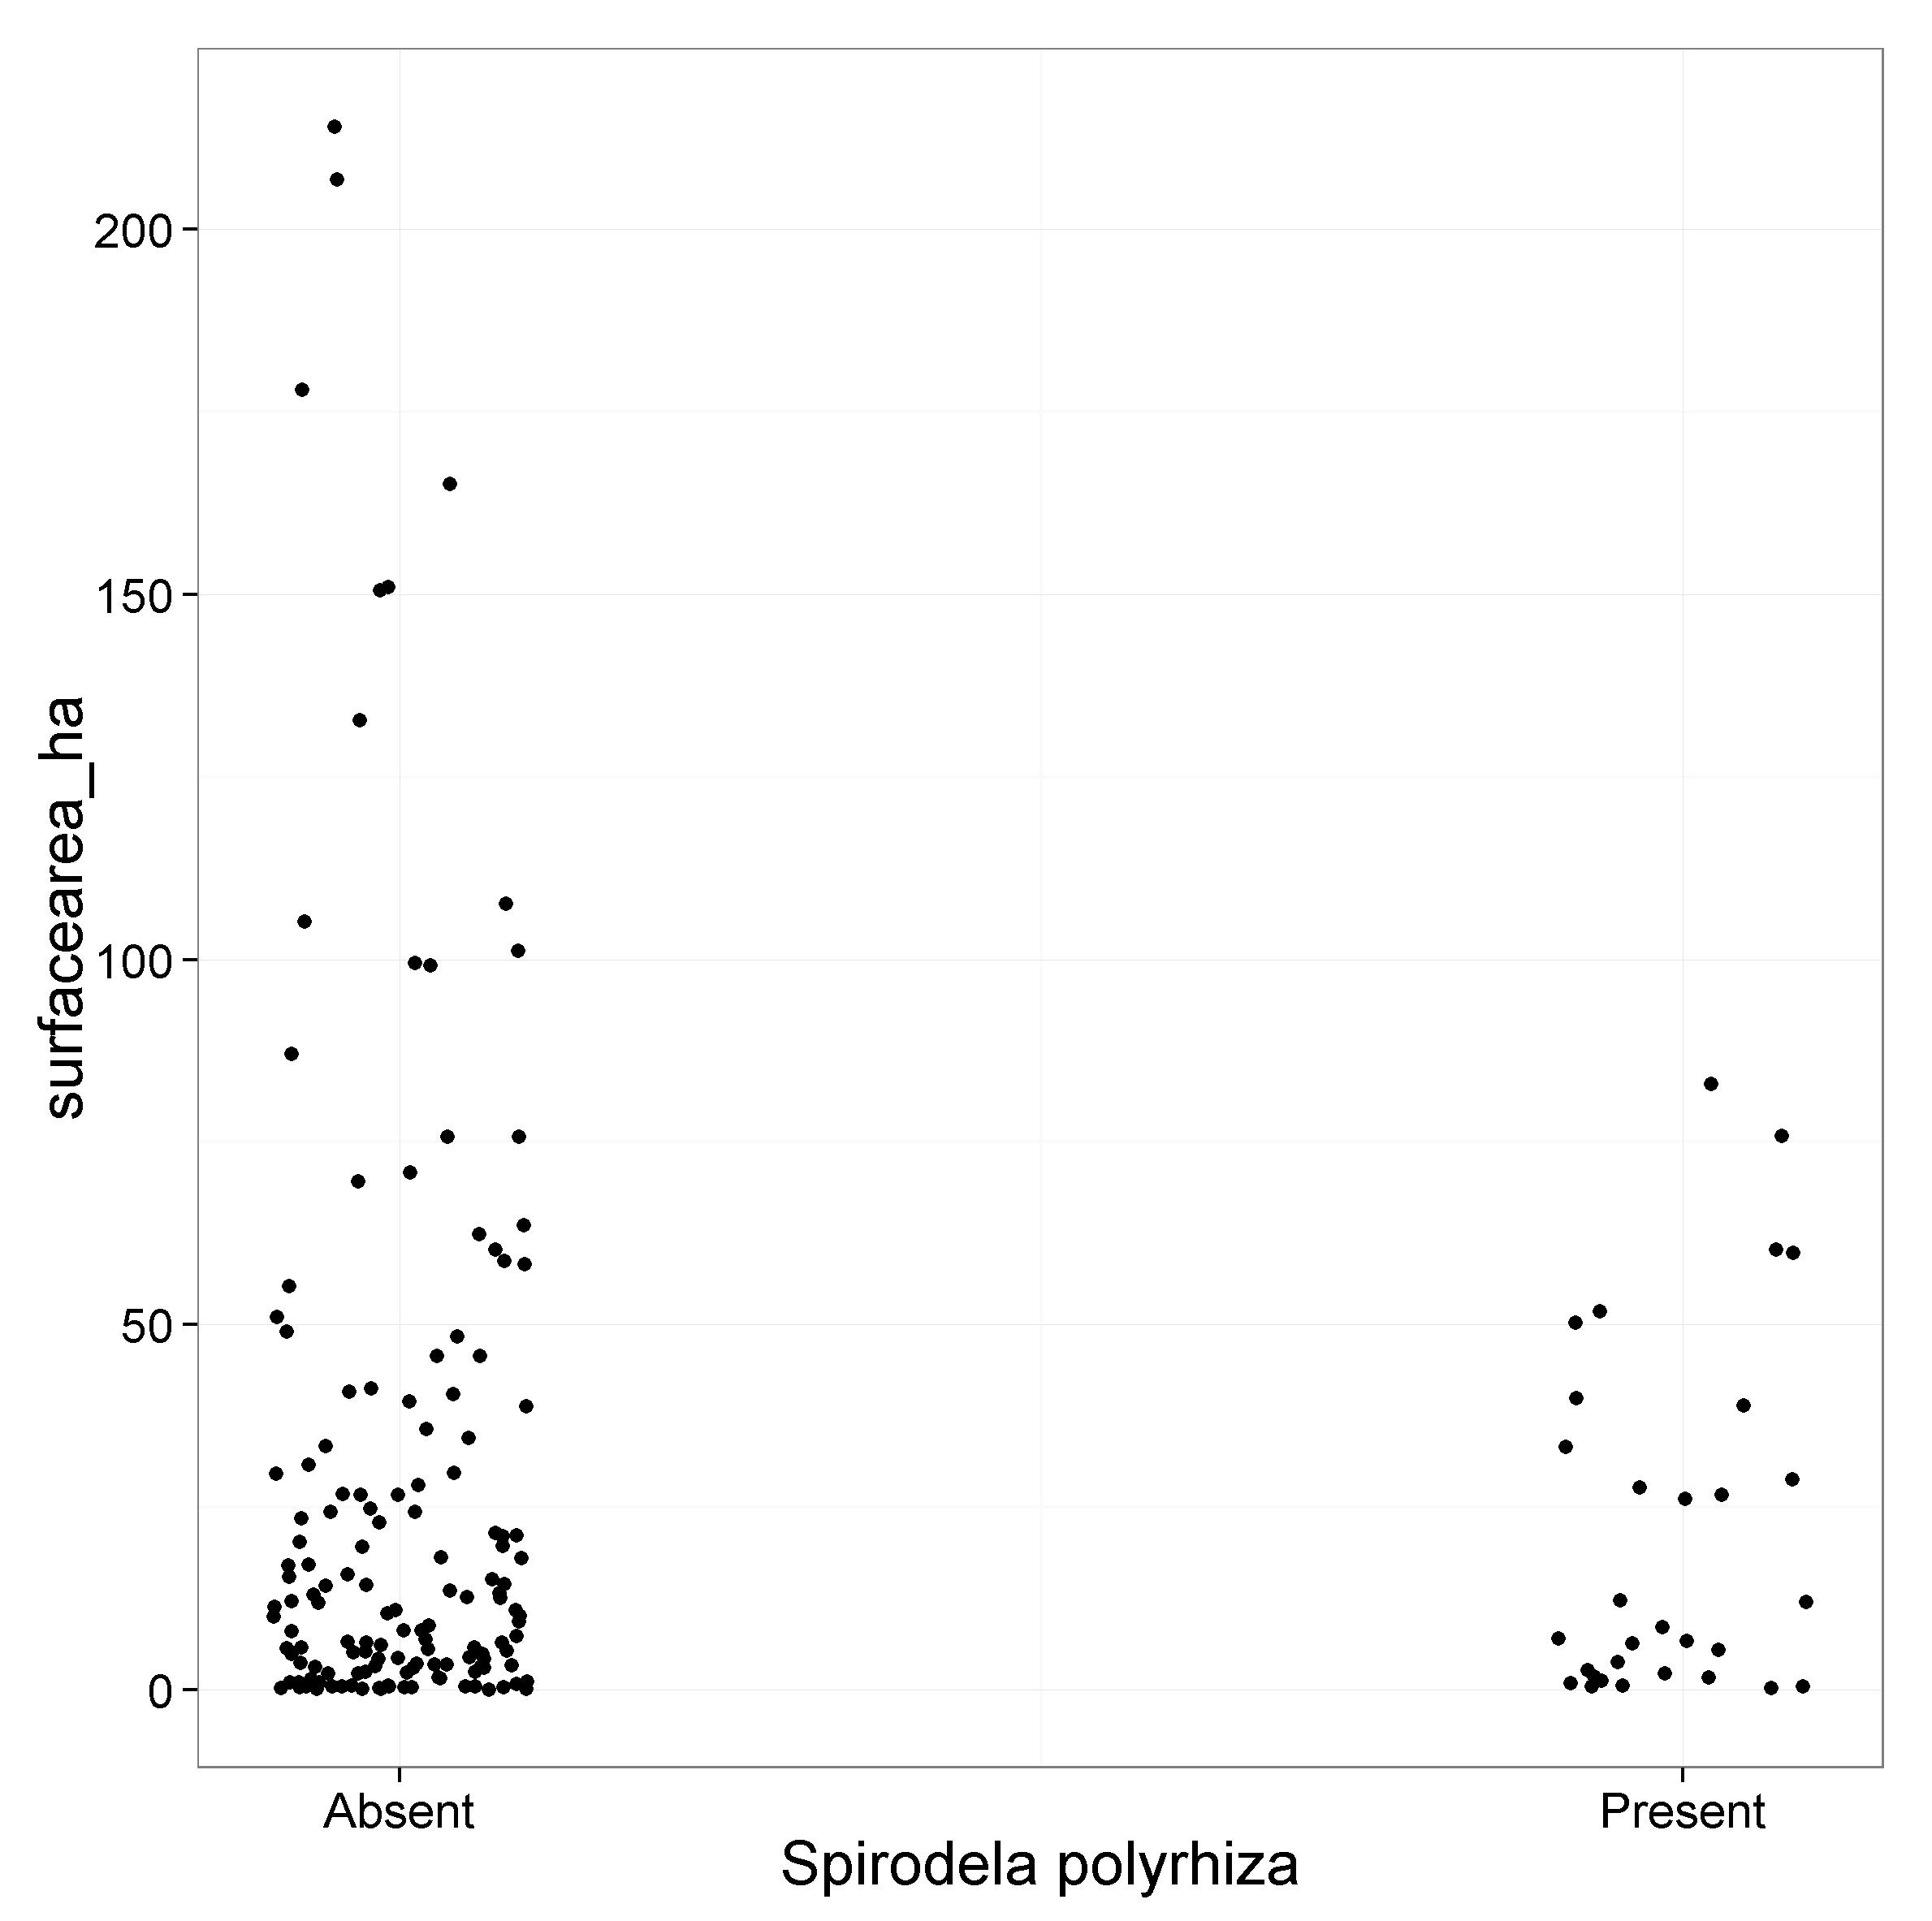 surfacearea_ha
200
150
100
50
0
Absent
Present
Spirodela polyrhiza